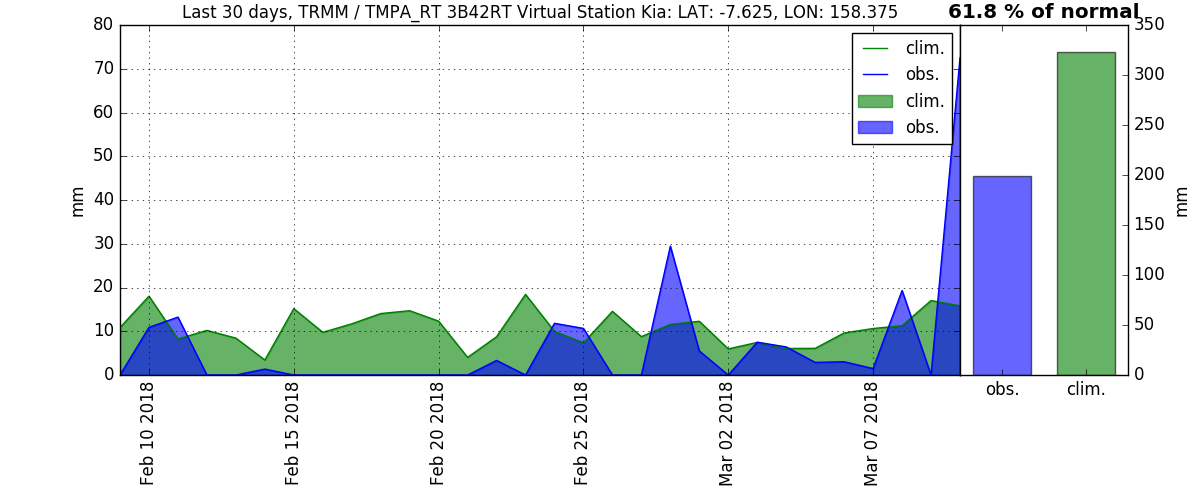 Last 30 days, TRMM / TMPA_RT 3B42RT Virtual Station Kia: LAT: -7.625, LON: 158.375
61.8 % of normal
80
70
60
50
40
30
20
10
0
mm
clim.
obs.
clim.
obs.
350
300
250
200
150
100
50
0
mm
Feb 10 2018
Feb 15 2018
Feb 20 2018
Feb 25 2018
Mar 02 2018
Mar 07 2018
obs.
clim.